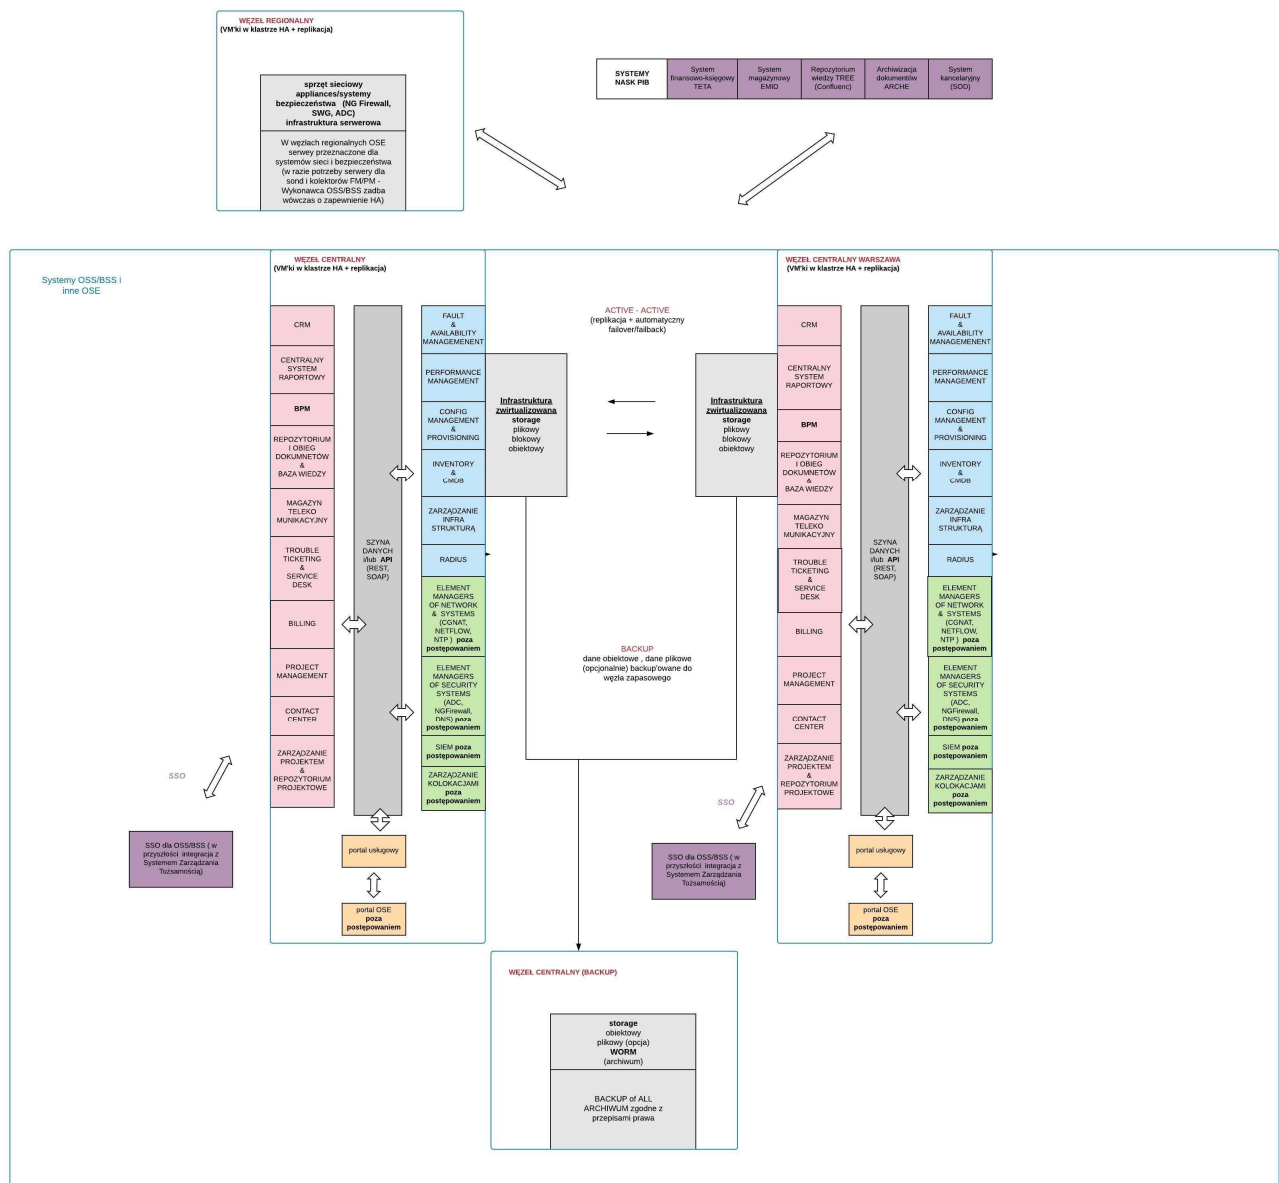 WĘZEŁ REGIONALNY
(VM'ki w klastrze HA + replikacja)
sprzęt sieciowy
appliances/systemy
bezpieczeństwa (NG Firewall,
SWG, ADC)
infrastruktura serwerowa
W węzłach regionalnych OSE
serwey przeznaczone dla
systemów sieci i bezpieczeństwa
(w razie potrzeby serwery dla
sond i kolektorów FM/PM -
Wykonawca OSS/BSS zadba
wówczas o zapewnienie HA)
SYSTEMY
NASK PIB
System
finansowo-księgowy
TETA
System
magazynowy
EMID
Repozytorium
wiedzy TREE
(Confluenc)
Archiwizacja
dokumentów
ARCHE
System
kancelaryjny
(SOD)
Systemy OSS/BSS i
inne OSE
WĘZEŁ CENTRALNY
(VM'ki w klastrze HA + replikacja)
CRM
CENTRALNY
SYSTEM
RAPORTOWY
BPM
REPOZYTORIUM
I OBIEG
DOKUMNETÓW
&
BAZA WIEDZY
MAGAZYN
TELEKO
MUNIKACYJNY
TROUBLE
TICKETING
&
SERVICE
DESK
BILLING
PROJECT
MANAGEMENT
CONTACT
CENTER
ZARZĄDZANIE
PROJEKTEM
&
REPOZYTORIUM
PROJEKTOWE
SZYNA
DANYCH
i/lub API
(REST,
SOAP)
FAULT
&
AVAILABILITY
MANAGEMENENT
PERFORMANCE
MANAGEMENT
CONFIG
MANAGEMENT
&
PROVISIONING
INVENTORY
&
CMDB
ZARZĄDZANIE
INFRA
STRUKTURĄ
RADIUS
ELEMENT
MANAGERS
OF NETWORK
& SYSTEMS
(CGNAT,
NETFLOW,
NTP ) poza
postępowaniem
ELEMENT
MANAGERS
OF SECURITY
SYSTEMS
(ADC,
NGFirewall,
DNS) poza
postępowaniem
SIEM poza
postępowaniem
ZARZĄDZANIE
KOLOKACJAMI
poza
postępowaniem
portal usługowy
portal OSE
poza
postępowaniem
SSO
SSO dla OSS/BSS ( w
przyszłości integracja z
Systemem Zarządzania
Tożsamością)
Infrastruktura
zwirtualizowana
storage
plikowy
blokowy
obiektowy
ACTIVE - ACTIVE
(replikacja + automatyczny
failover/failback)
Infrastruktura
zwirtualizowana
storage
plikowy
blokowy
obiektowy
BACKUP
dane obiektowe , dane plikowe
(opcjonalnie) backup'owane do
węzła zapasowego
WĘZEŁ CENTRALNY WARSZAWA
(VM'ki w klastrze HA + replikacja)
CRM
CENTRALNY
SYSTEM
RAPORTOWY
BPM
REPOZYTORIUM
I OBIEG
DOKUMNETÓW
&
BAZA WIEDZY
MAGAZYN
TELEKO
MUNIKACYJNY
TROUBLE
TICKETING
&
SERVICE
DESK
BILLING
PROJECT
MANAGEMENT
CONTACT
CENTER
ZARZĄDZANIE
PROJEKTEM
&
REPOZYTORIUM
PROJEKTOWE
SZYNA
DANYCH
i/lub API
(REST,
SOAP)
FAULT
&
AVAILABILITY
MANAGEMENENT
PERFORMANCE
MANAGEMENT
CONFIG
MANAGEMENT
&
PROVISIONING
INVENTORY
&
CMDB
ZARZĄDZANIE
INFRA
STRUKTURĄ
RADIUS
ELEMENT
MANAGERS
OF NETWORK
& SYSTEMS
(CGNAT,
NETFLOW,
NTP ) poza
postępowaniem
ELEMENT
MANAGERS
OF SECURITY
SYSTEMS
(ADC,
NGFirewall,
DNS) poza
postępowaniem
SIEM poza
postępowaniem
ZARZĄDZANIE
KOLOKACJAMI
poza
postępowaniem
portal usługowy
portal OSE
poza
postępowaniem
SSO
SSO dla OSS/BSS ( w
przyszłości integracja z
Systemem Zarządzania
Tożsamością)
WĘZEŁ CENTRALNY (BACKUP)
storage
obiektowy
plikowy (opcja)
WORM
(archiwum)
BACKUP of ALL
ARCHIWUM zgodne z
przepisami prawa